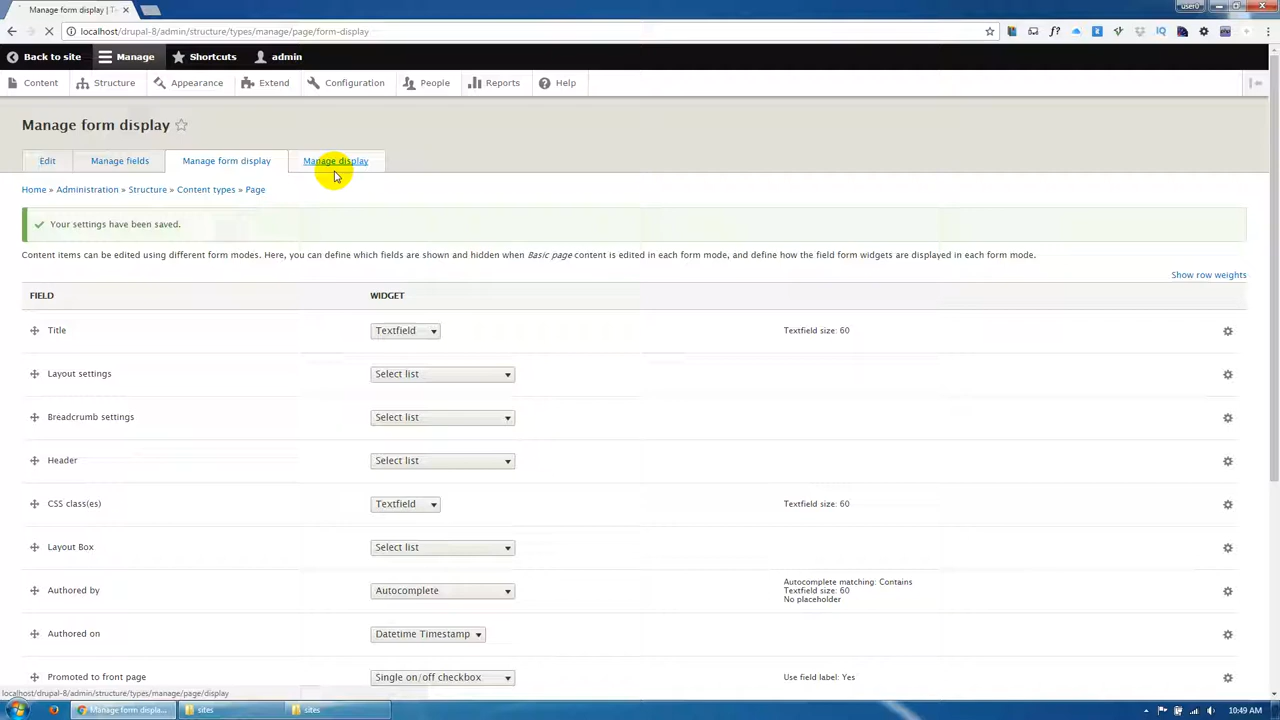 Manage form display | T
user0
localhost/drupal-8/admin/structure/types/manage/page/form-display
Back to site Manage Shortcuts admin
Content Structure Appearance Extend Configuration People Reports Help
Manage form display
Edit Manage fields Manage form display Manage display
Home » Administration » Structure » Content types » Page
Your settings have been saved.
Content items can be edited using different form modes. Here, you can define which fields are shown and hidden when Basic page content is edited in each form mode, and define how the field form widgets are displayed in each form mode.
Show row weights
FIELD WIDGET
Title Textfield Textfield size: 60
Layout settings Select list
Breadcrumb settings Select list
Header Select list
CSS class(es) Textfield Textfield size: 60
Layout Box Select list
Authored by Autocomplete Autocomplete matching: Contains
Textfield size: 60
No placeholder
Authored on Datetime Timestamp
Promoted to front page Single on/off checkbox Use field label: Yes
localhost/drupal-8/admin/structure/types/manage/page/display
Manage form displa... sites sites 10:49 AM